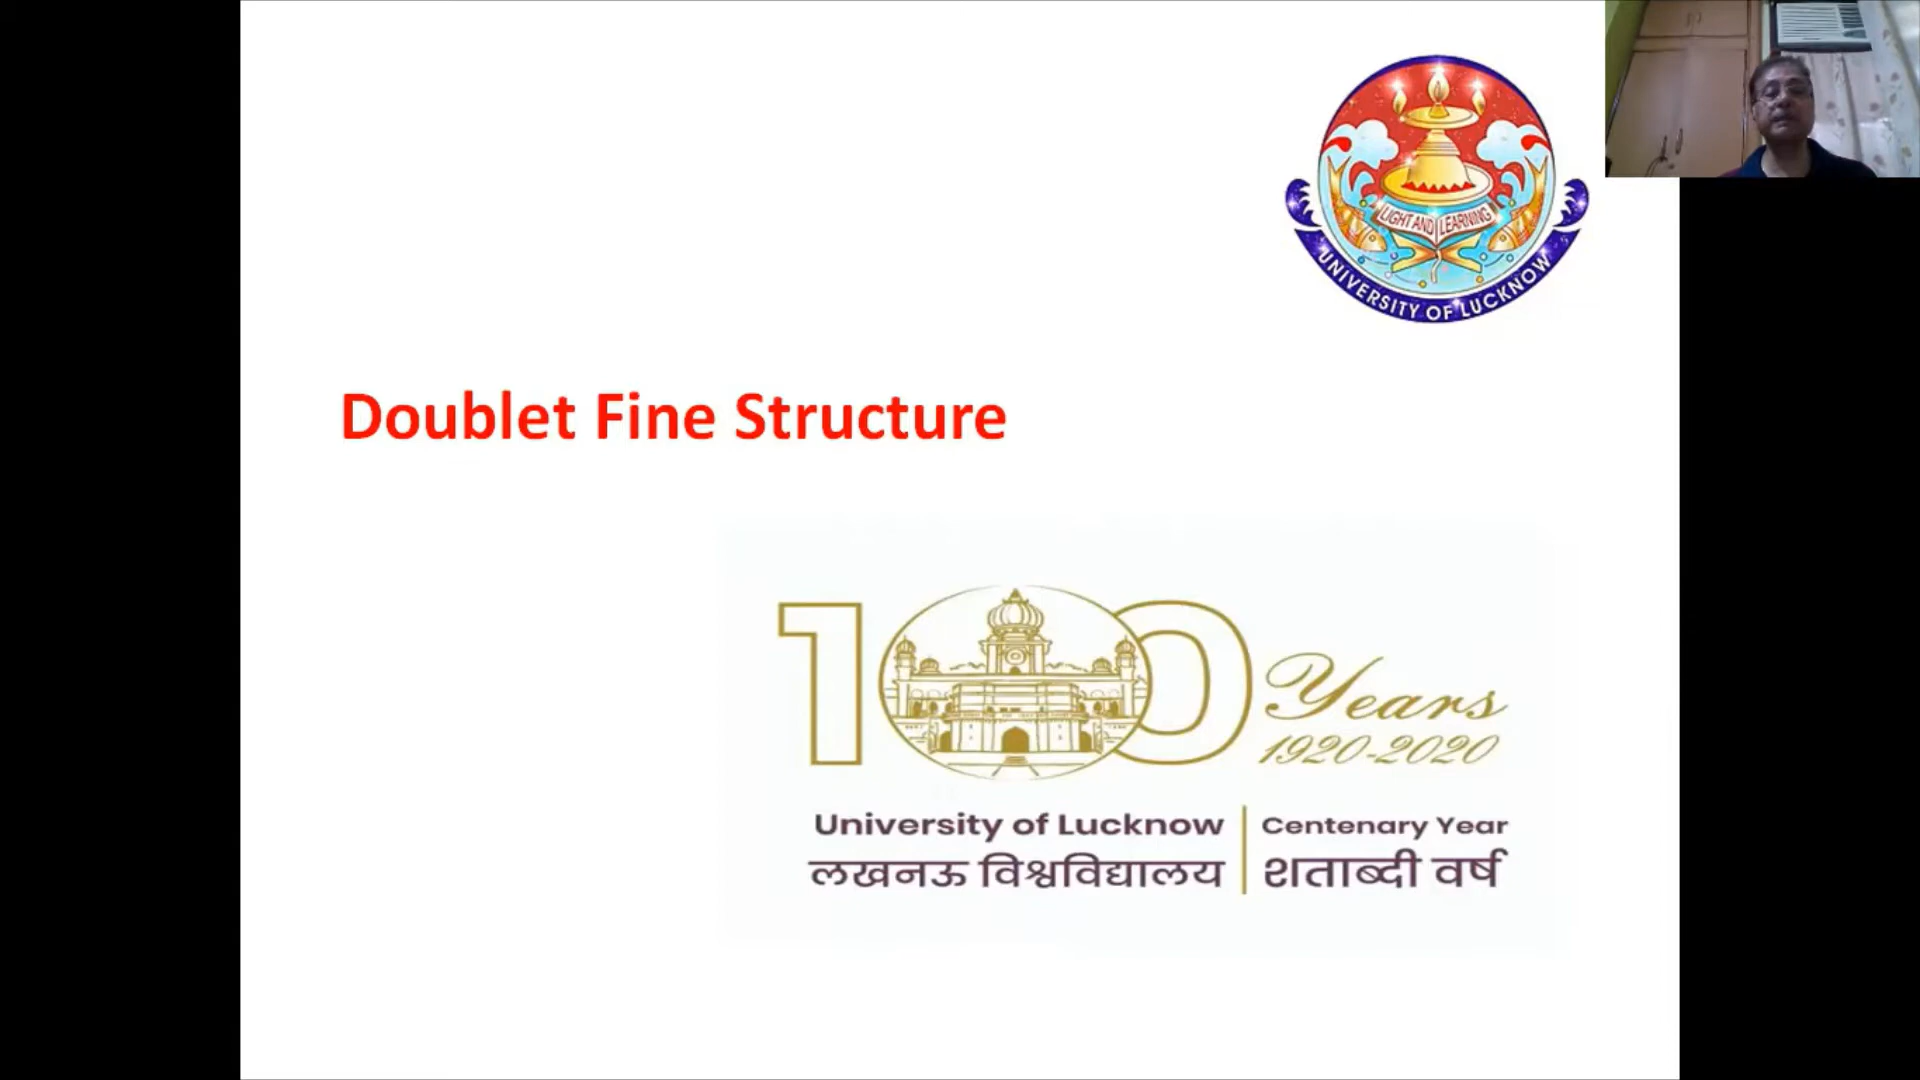 LIGHT AND LEARNING
UNIVERSITY OF LUCKNOW
Doublet Fine Structure
100 Years
1920-2020
University of Lucknow | Centenary Year
लखनऊ विश्वविद्यालय | शताब्दी वर्ष